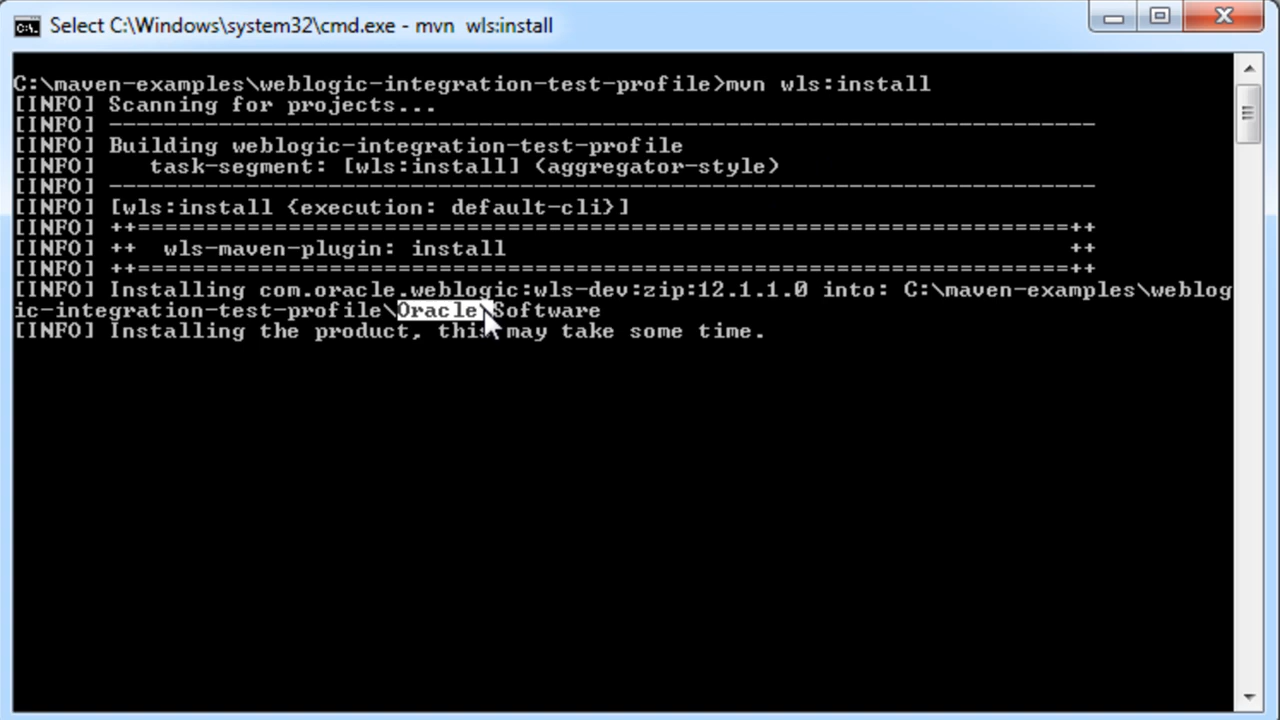 Select C:\Windows\system32\cmd.exe - mvn  wls:install
C:\maven-examples\weblogic-integration-test-profile>mvn wls:install
[INFO] Scanning for projects...
[INFO] ------------------------------------------------------------------------
[INFO] Building weblogic-integration-test-profile
[INFO]    task-segment: [wls:install] (aggregator-style)
[INFO] ------------------------------------------------------------------------
[INFO] [wls:install {execution: default-cli}]
[INFO] ++====================================================================++
[INFO] ++  wls-maven-plugin: install                                         ++
[INFO] ++====================================================================++
[INFO] Installing com.oracle.weblogic:wls-dev:zip:12.1.1.0 into: C:\maven-examples\weblog
ic-integration-test-profile\Oracle\Software
[INFO] Installing the product, this may take some time.